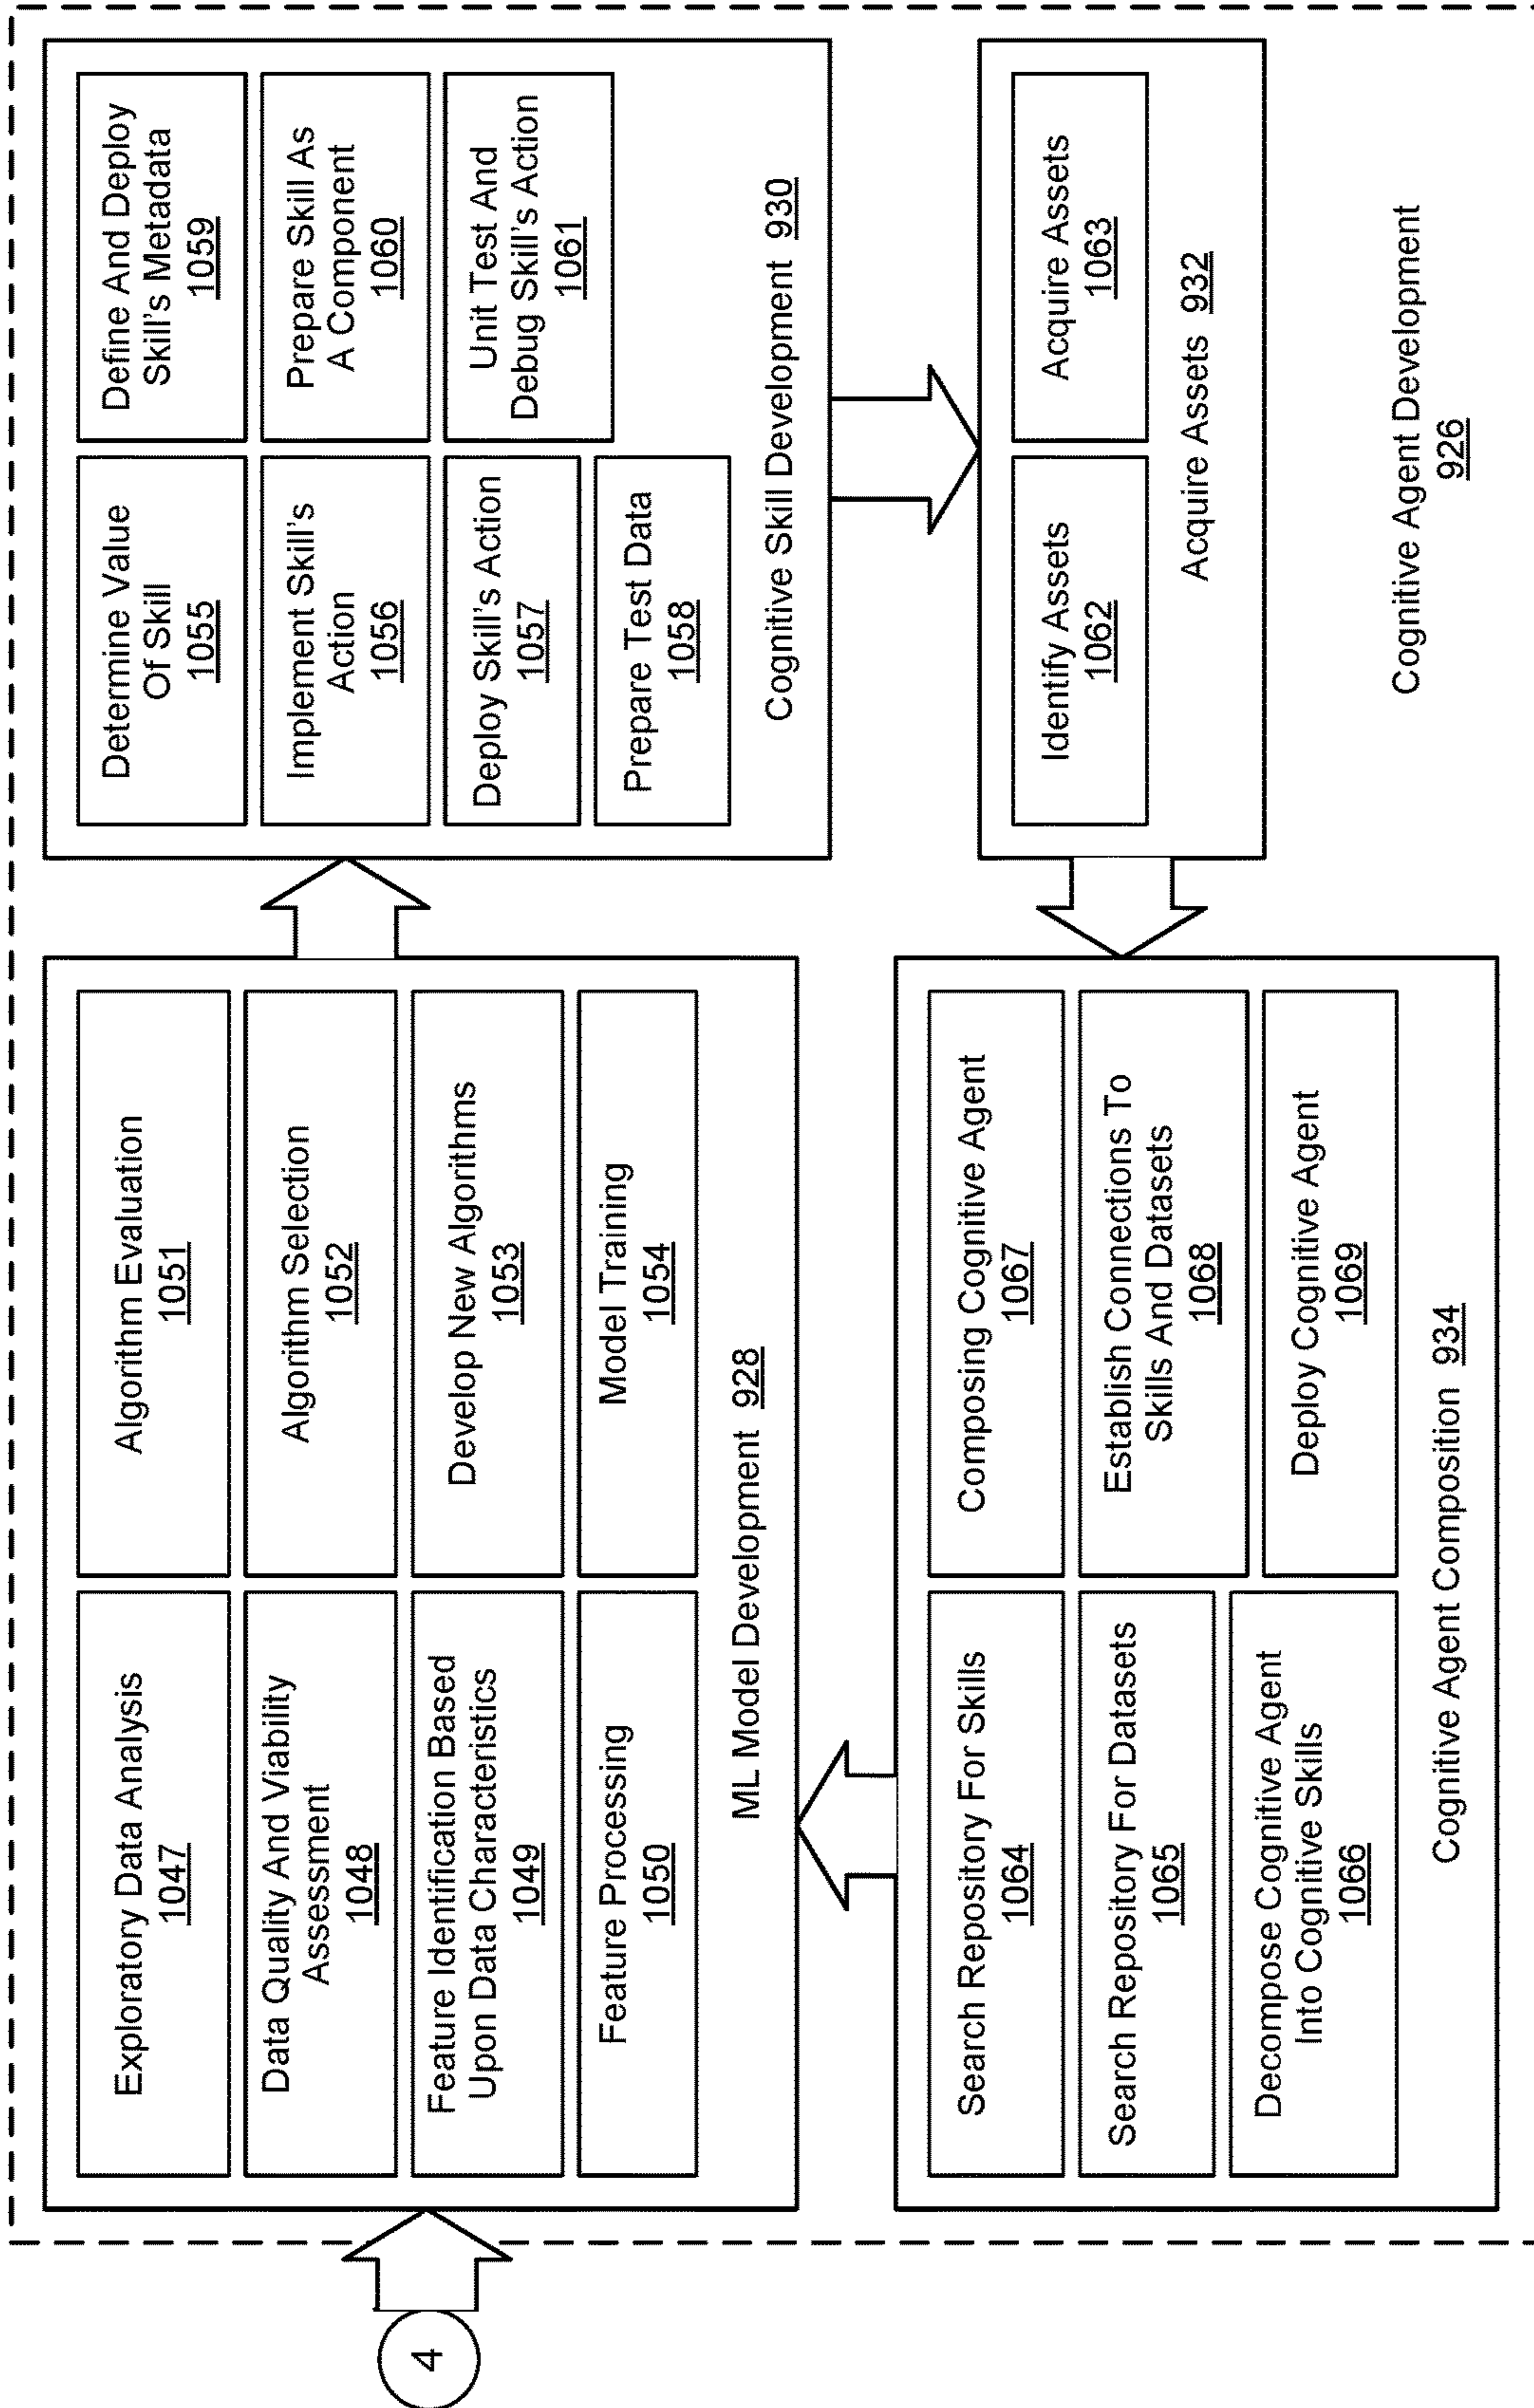 4
Exploratory Data Analysis
1047
Data Quality And Viability
Assessment
1048
Feature Identification Based
Upon Data Characteristics
1049
Feature Processing
1050
Algorithm Evaluation
1051
Algorithm Selection
1052
Develop New Algorithms
1053
Model Training
1054
ML Model Development 928
Determine Value
Of Skill
1055
Implement Skill's
Action
1056
Deploy Skill's Action
1057
Prepare Test Data
1058
Define And Deploy
Skill's Metadata
1059
Prepare Skill As
A Component
1060
Unit Test And
Debug Skill's Action
1061
Cognitive Skill Development 930
Search Repository For Skills
1064
Search Repository For Datasets
1065
Decompose Cognitive Agent
Into Cognitive Skills
1066
Composing Cognitive Agent
1067
Establish Connections To
Skills And Datasets
1068
Deploy Cognitive Agent
1069
Cognitive Agent Composition 934
Identify Assets
1062
Acquire Assets
1063
Acquire Assets 932
Cognitive Agent Development
926